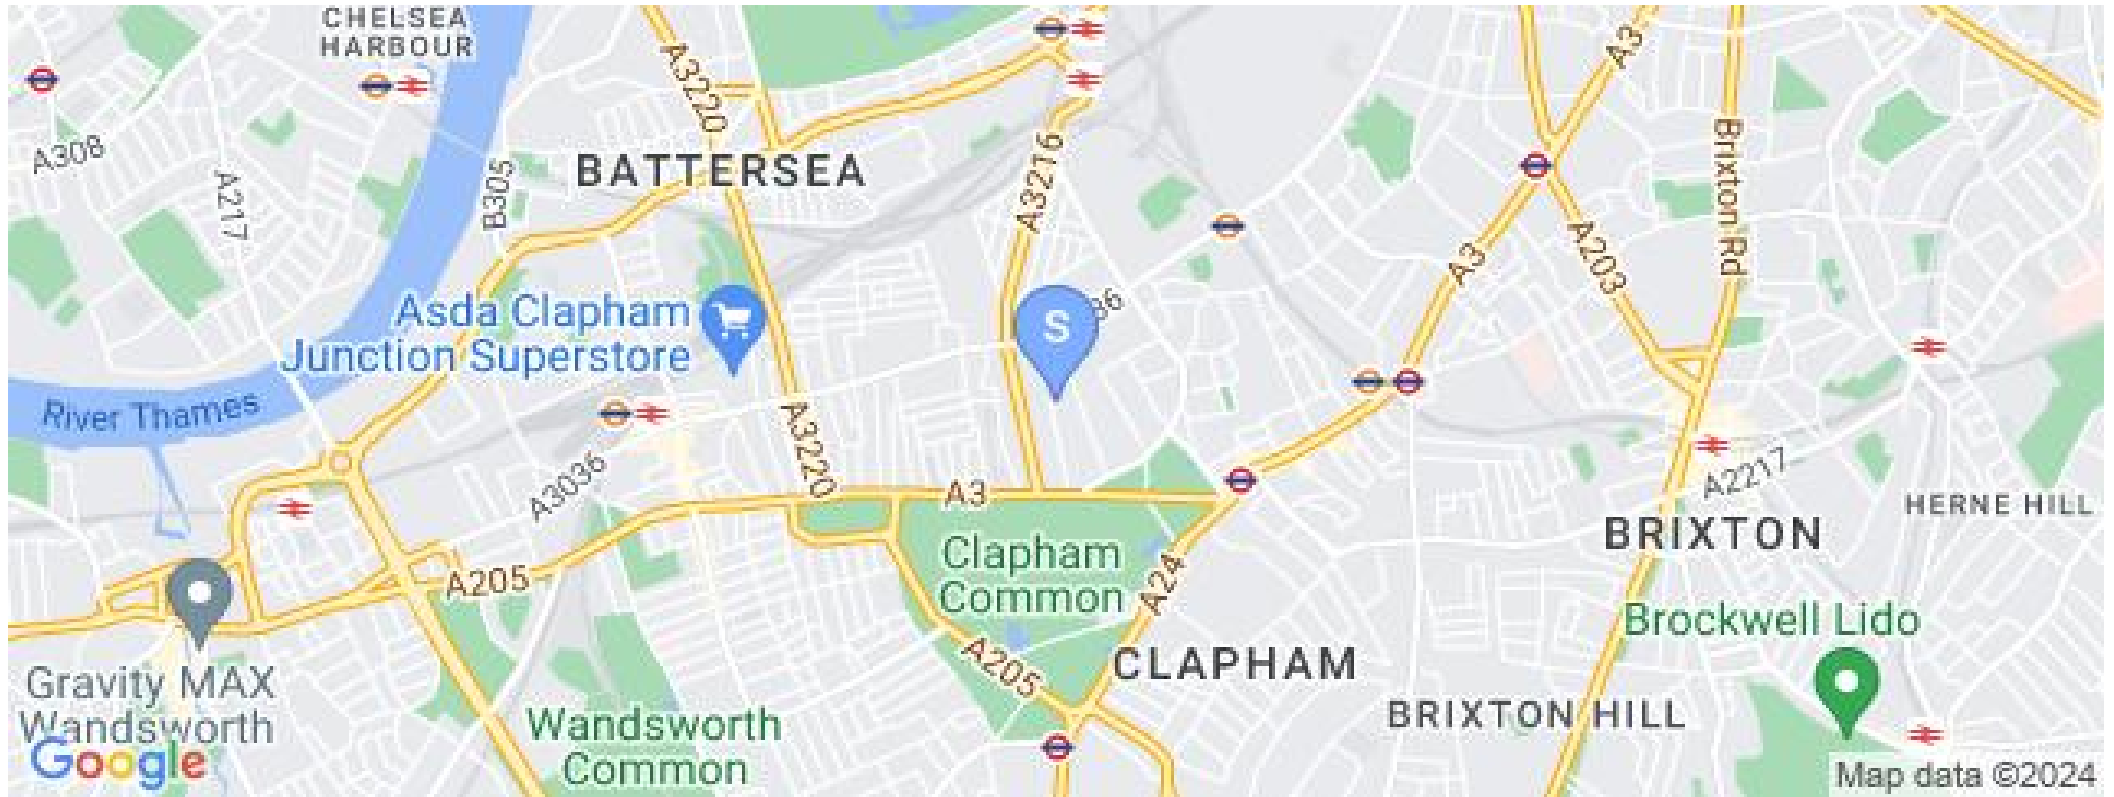 CHELSEA
HARBOUR
A3220
A3
A308
A217
B305
BATTERSEA
A3216
Brixton Rd
A203
A3
Asda Clapham
Junction Superstore
S
36
River Thames
A3220
A3036
A3
A2217
HERNE HILL
BRIXTON
Clapham
Common
A24
A205
Brockwell Lido
A205
CLAPHAM
Gravity MAX
Wandsworth
BRIXTON HILL
Wandsworth
Common
Google
Map data ©2024